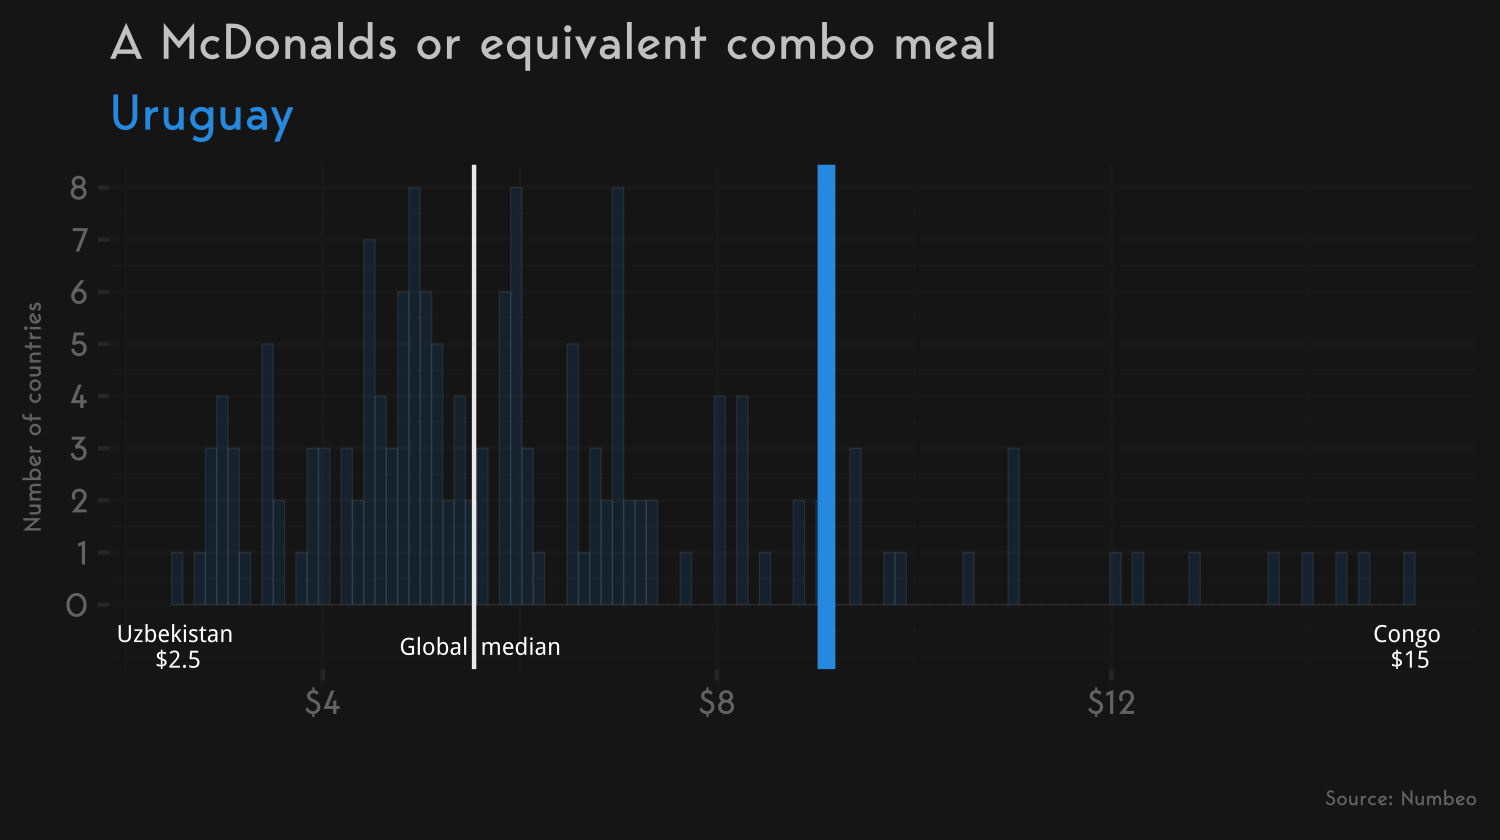 A McDonalds or equivalent combo meal
Uruguay
Number of countries
8
7
6
5
4
3
2
1
0
Uzbekistan
$2.5
Global median
Congo
$15
$4 $8 $12
Source: Numbeo